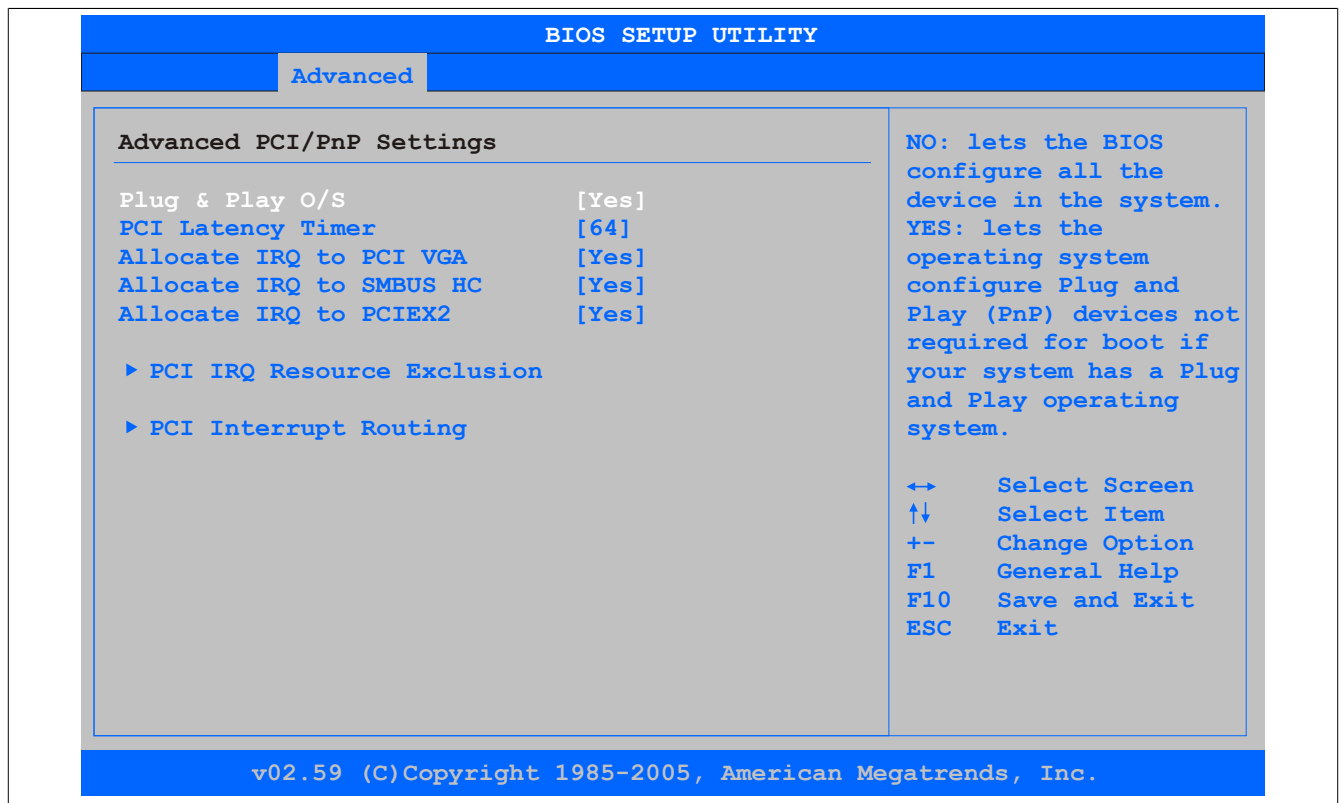 BIOS SETUP UTILITY
Advanced
Advanced PCI/PnP Settings
Plug & Play O/S [Yes]
PCI Latency Timer [64]
Allocate IRQ to PCI VGA [Yes]
Allocate IRQ to SMBUS HC [Yes]
Allocate IRQ to PCIEX2 [Yes]
▶ PCI IRQ Resource Exclusion
▶ PCI Interrupt Routing
NO: lets the BIOS
configure all the
device in the system.
YES: lets the
operating system
configure Plug and
Play (PnP) devices not
required for boot if
your system has a Plug
and Play operating
system.
↔ Select Screen
↑↓ Select Item
+- Change Option
F1 General Help
F10 Save and Exit
ESC Exit
v02.59 (C)Copyright 1985-2005, American Megatrends, Inc.